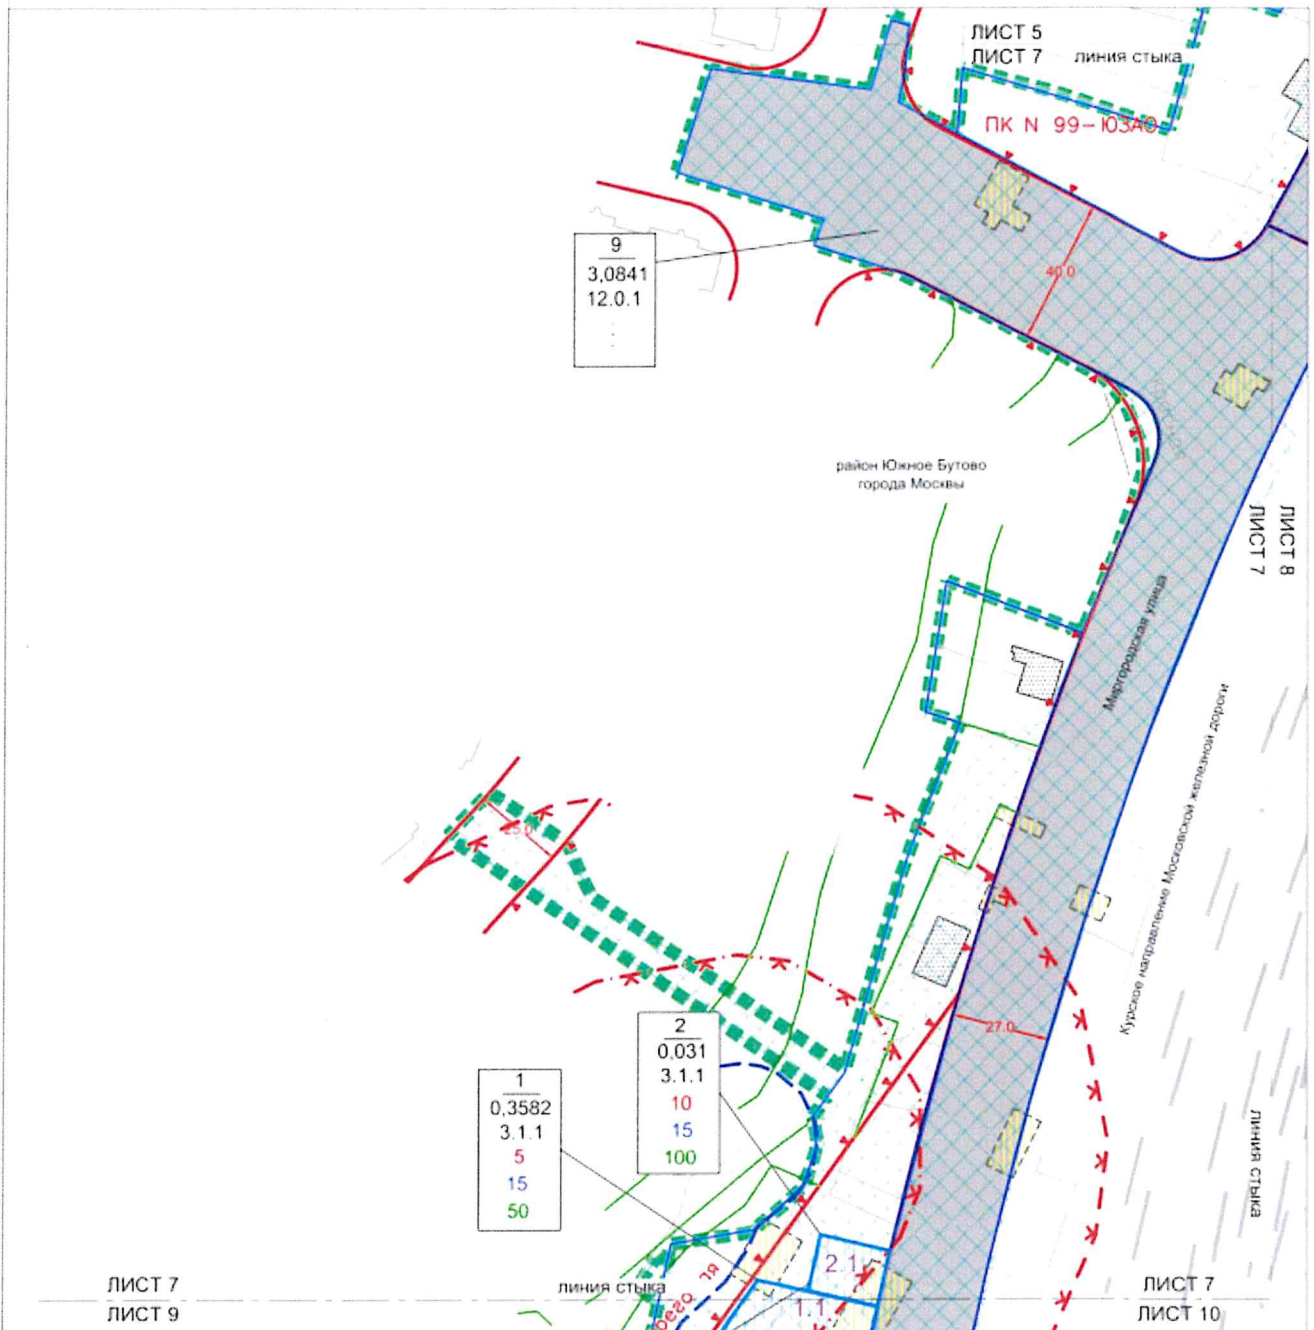 ЛИСТ 5
ЛИСТ 7 линия стыка
ПК N 99-ЮЗАО
9
3,0841
12.0.1
40.0
район Южное Бутово
города Москвы
ЛИСТ 8
ЛИСТ 7
Миргородская улица
Курское направление Московской железной дороги
25.0
27.0
2
0,031
3.1.1
10
15
100
1
0,3582
3.1.1
5
15
50
линия стыка
2.1
1.1
ЛИСТ 7
ЛИСТ 9
линия стыка
ЛИСТ 7
ЛИСТ 10